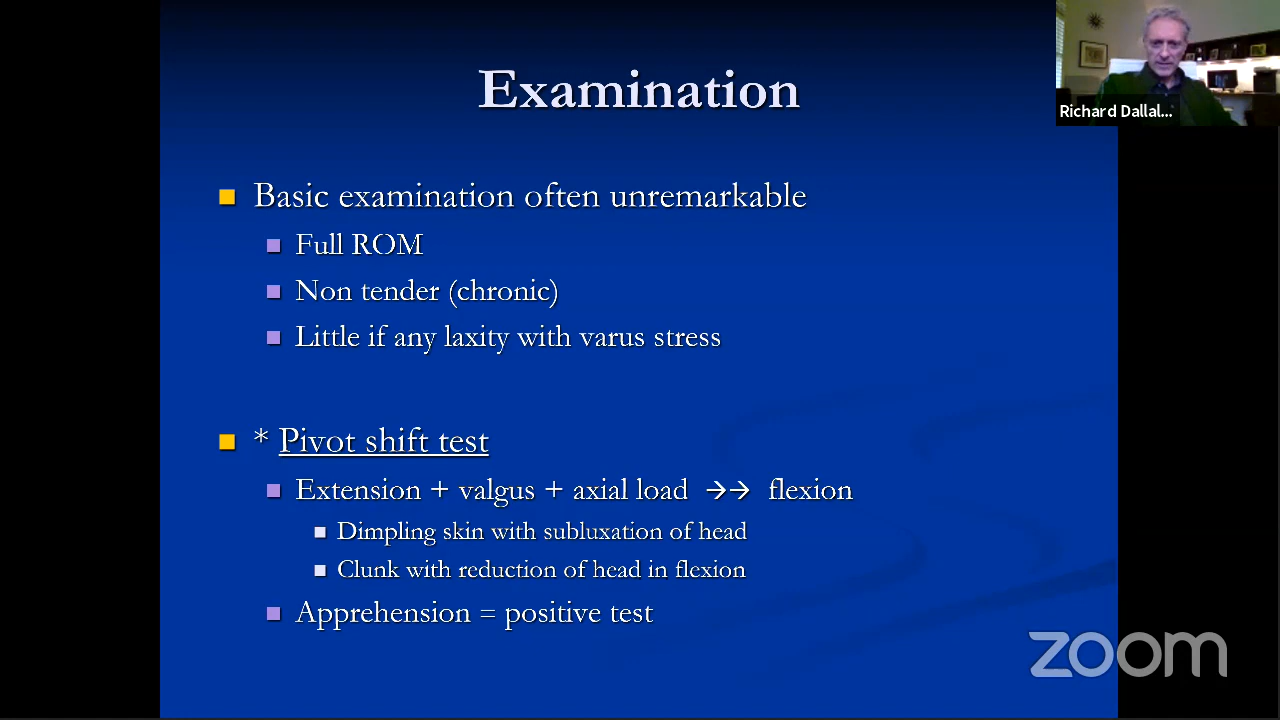 Examination
Richard Dallal...
Basic examination often unremarkable
Full ROM
Non tender (chronic)
Little if any laxity with varus stress
* Pivot shift test
Extension + valgus + axial load →→ flexion
Dimpling skin with subluxation of head
Clunk with reduction of head in flexion
Apprehension = positive test
zoom